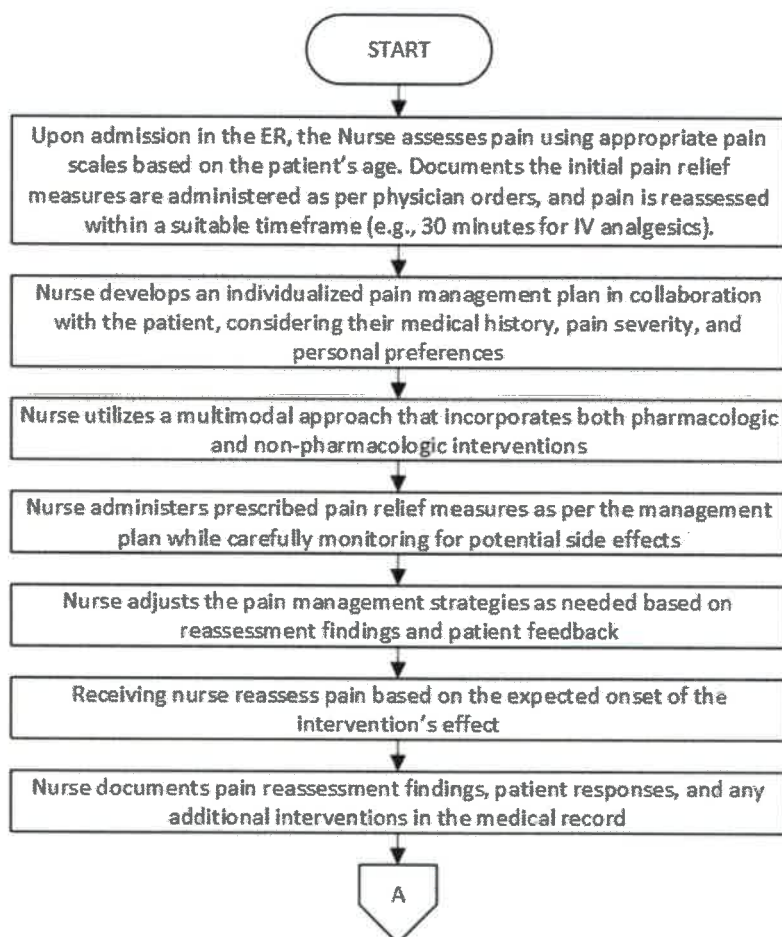 START
Upon admission in the ER, the Nurse assesses pain using appropriate pain
scales based on the patient's age. Documents the initial pain relief
measures are administered as per physician orders, and pain is reassessed
within a suitable timeframe (e.g., 30 minutes for IV analgesics).
Nurse develops an individualized pain management plan in collaboration
with the patient, considering their medical history, pain severity, and
personal preferences
Nurse utilizes a multimodal approach that incorporates both pharmacologic
and non-pharmacologic interventions
Nurse administers prescribed pain relief measures as per the management
plan while carefully monitoring for potential side effects
Nurse adjusts the pain management strategies as needed based on
reassessment findings and patient feedback
Receiving nurse reassess pain based on the expected onset of the
intervention's effect
Nurse documents pain reassessment findings, patient responses, and any
additional interventions in the medical record
A